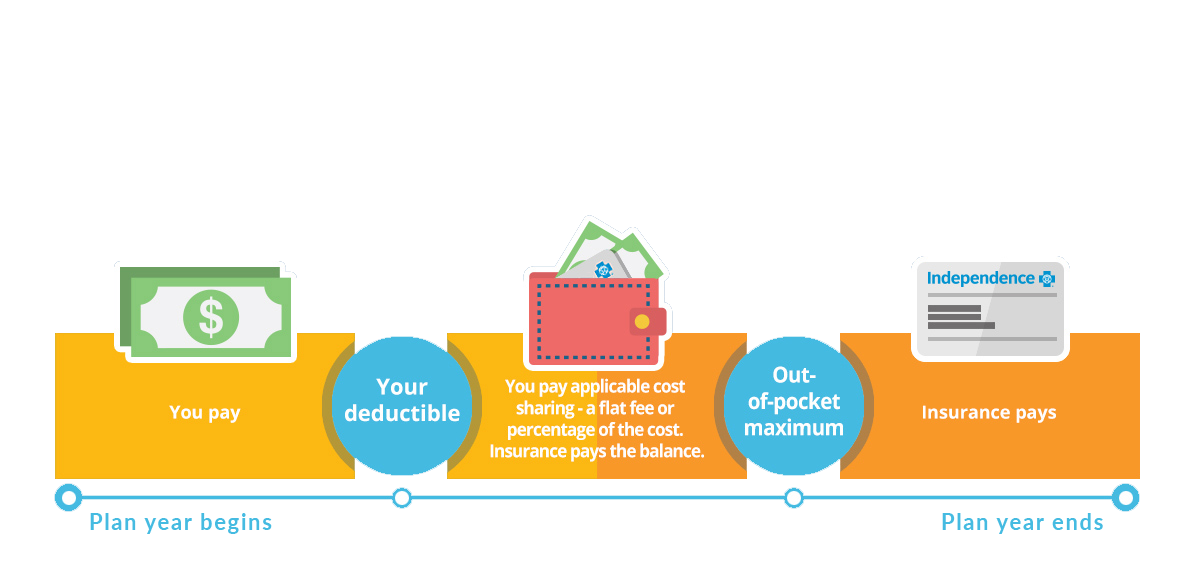 $
Independence
You pay
Your
deductible
You pay applicable cost
sharing - a flat fee or
percentage of the cost.
Insurance pays the balance.
Out-
of-pocket
maximum
Insurance pays
Plan year begins
Plan year ends